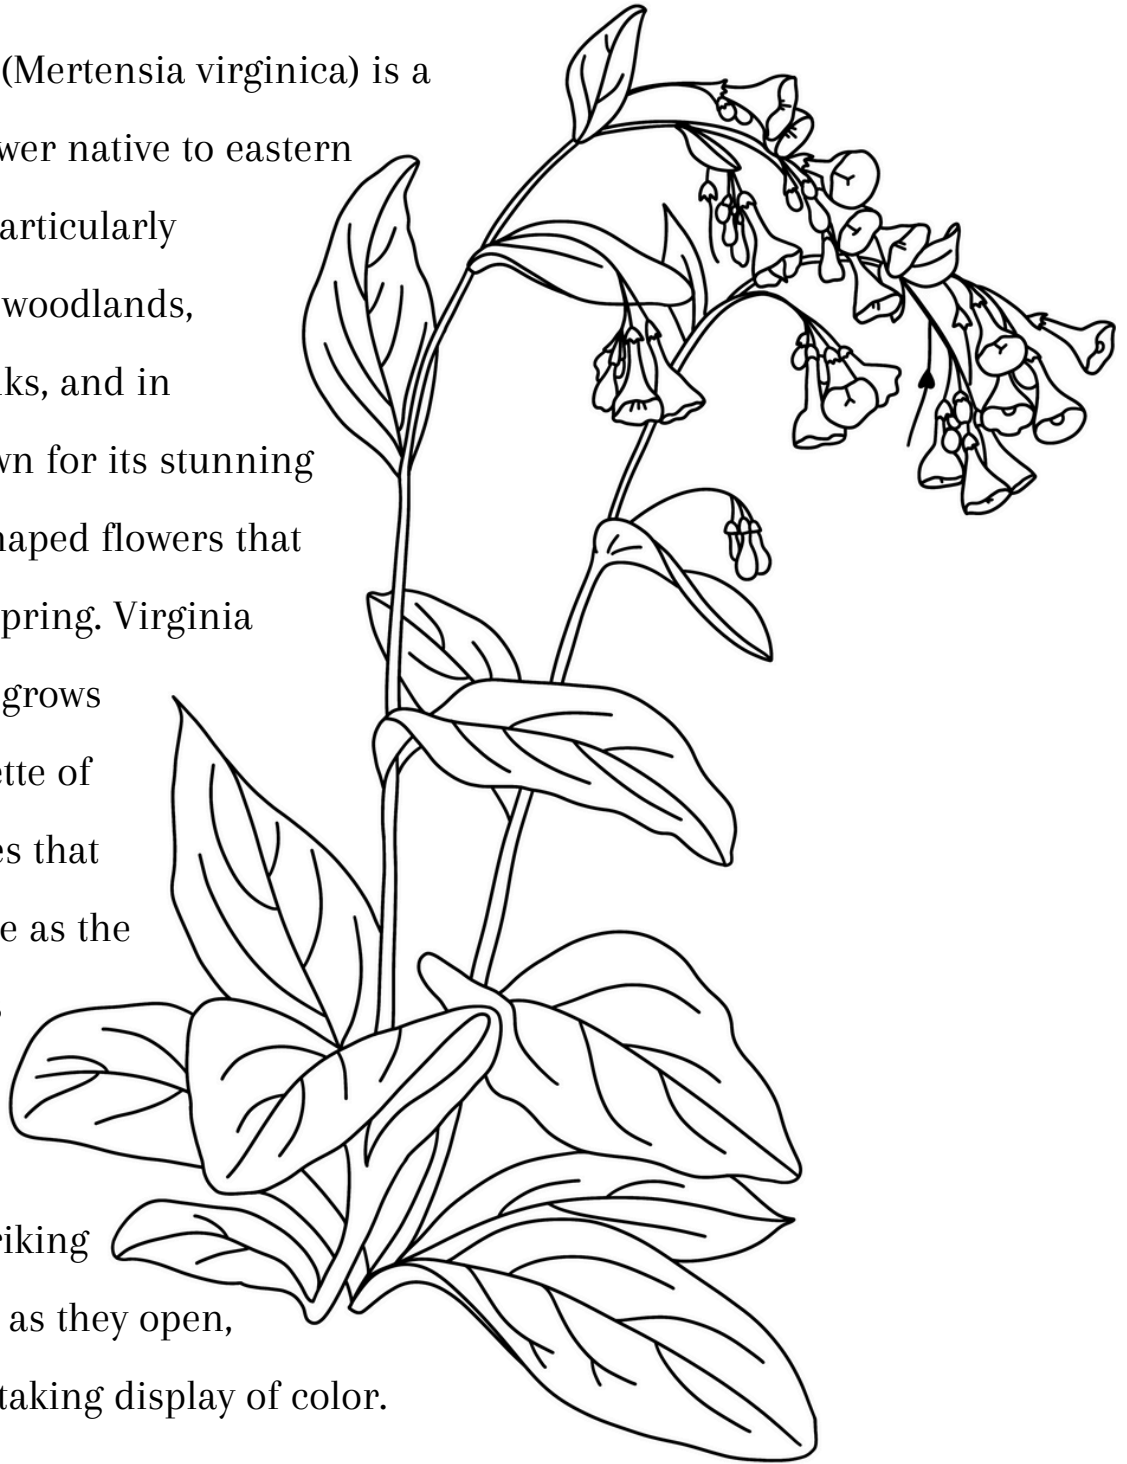 (Mertensia virginica) is a
wer native to eastern
articularly
woodlands,
ks, and in
wn for its stunning
haped flowers that
pring. Virginia
grows
ette of
es that
e as the
riking
as they open,
taking display of color.